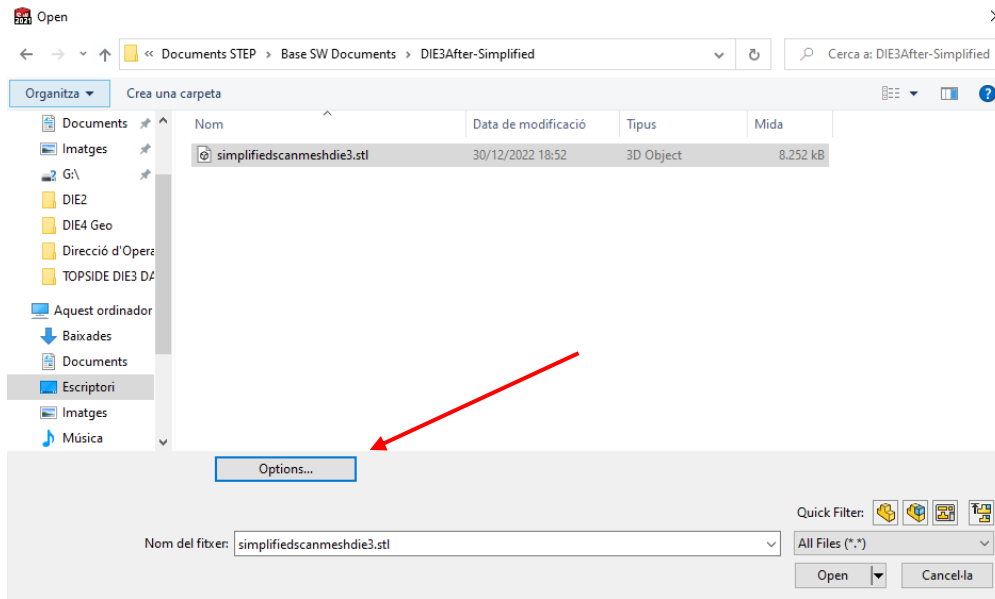 SW
2021
Open
« Documents STEP > Base SW Documents > DIE3After-Simplified
Cerca a: DIE3After-Simplified
Organitza
Crea una carpeta
Documents
Imatges
G:\
DIE2
DIE4 Geo
Direcció d'Opera
TOPSIDE DIE3 DA
Aquest ordinador
Baixades
Documents
Escriptori
Imatges
Música
Nom
Data de modificació
Tipus
Mida
simplifiedscanmeshdie3.stl
30/12/2022 18:52
3D Object
8.252 kB
Options...
Quick Filter:
Nom del fitxer:
simplifiedscanmeshdie3.stl
All Files (*.*)
Open
Cancel·la